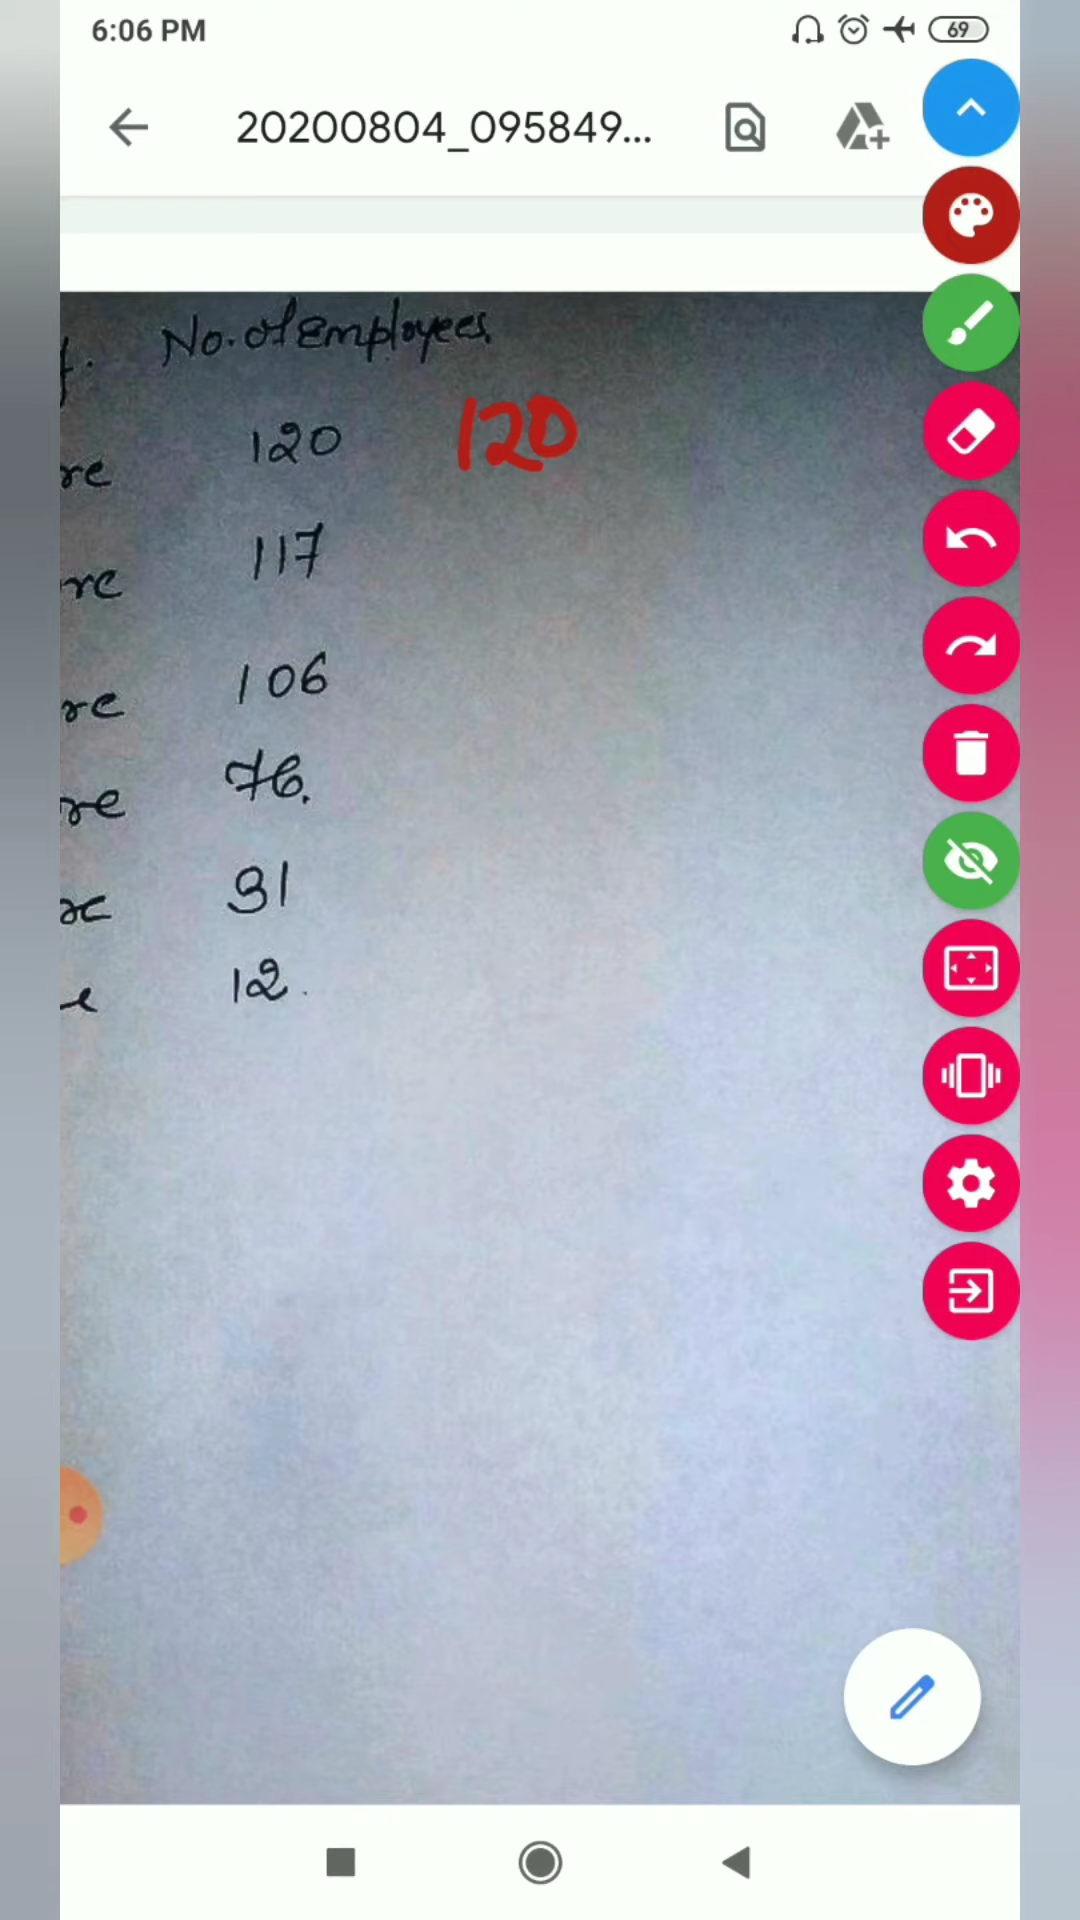 6:06 PM 69
20200804_095849...
f. No. of Employees
re 120 120
re 117
re 106
re 76.
re 31
e 12.